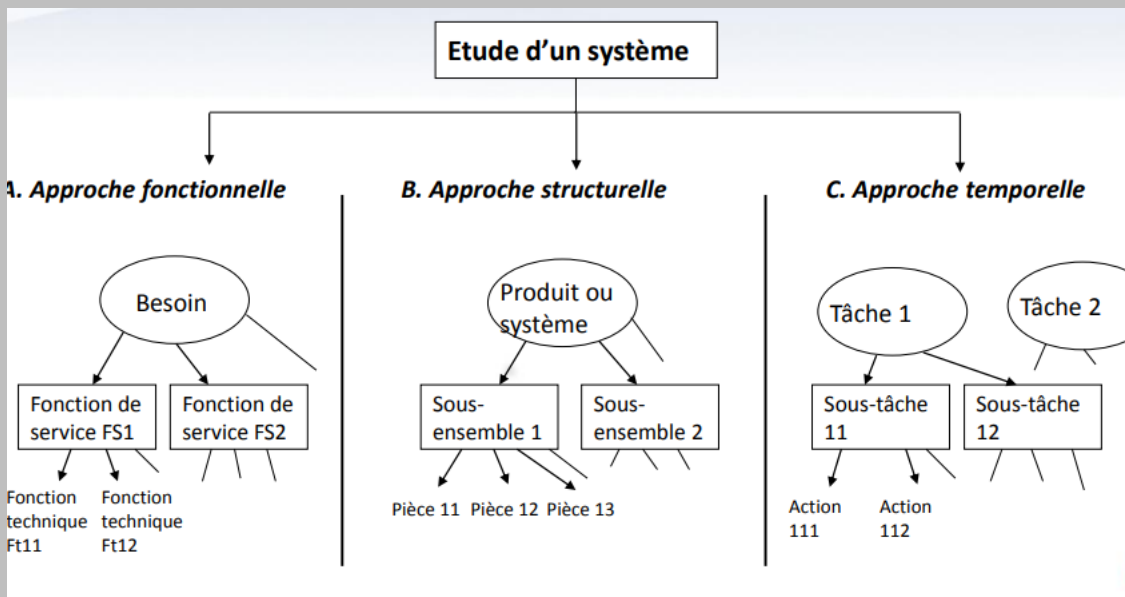 Etude d'un système
A. Approche fonctionnelle
B. Approche structurelle
C. Approche temporelle
Besoin
Fonction de
service FS1
Fonction de
service FS2
Fonction
technique
Ft11
Fonction
technique
Ft12
Produit ou
système
Sous-
ensemble 1
Sous-
ensemble 2
Pièce 11
Pièce 12
Pièce 13
Tâche 1
Tâche 2
Sous-tâche
11
Sous-tâche
12
Action
111
Action
112